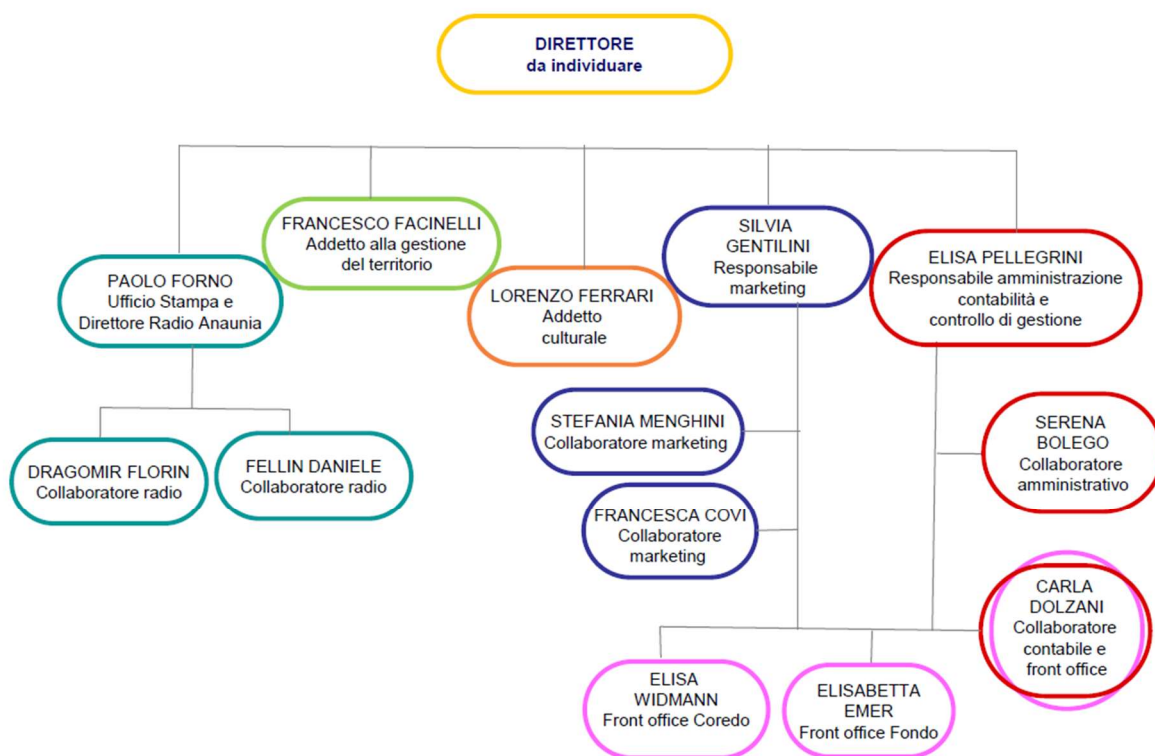 DIRETTORE
da individuare
PAOLO FORNO
Ufficio Stampa e
Direttore Radio Anaunia
FRANCESCO FACINELLI
Addetto alla gestione
del territorio
LORENZO FERRARI
Addetto
culturale
SILVIA
GENTILINI
Responsabile
marketing
ELISA PELLEGRINI
Responsabile amministrazione
contabilità e
controllo di gestione
DRAGOMIR FLORIN
Collaboratore radio
FELLIN DANIELE
Collaboratore radio
STEFANIA MENGHINI
Collaboratore marketing
FRANCESCA COVI
Collaboratore
marketing
SERENA
BOLEGO
Collaboratore
amministrativo
CARLA
DOLZANI
Collaboratore
contabile e
front office
ELISA
WIDMANN
Front office Coredo
ELISABETTA
EMER
Front office Fondo